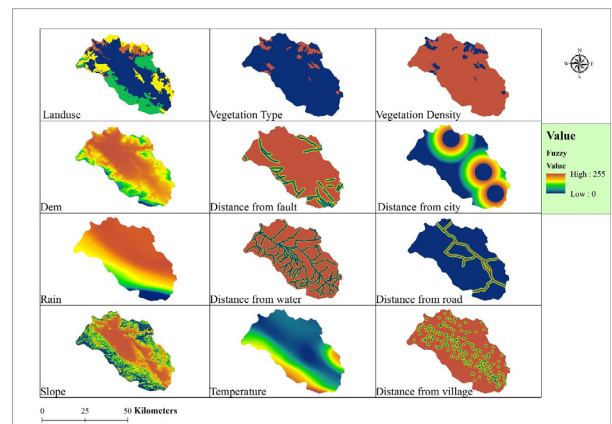 Landuse
Vegetation Type
Vegetation Density
N
W
E
S
Dem
Distance from fault
Distance from city
Value
Fuzzy
Value
High : 255
Low : 0
Rain
Distance from water
Distance from road
Slope
Temperature
Distance from village
0 25 50 Kilometers